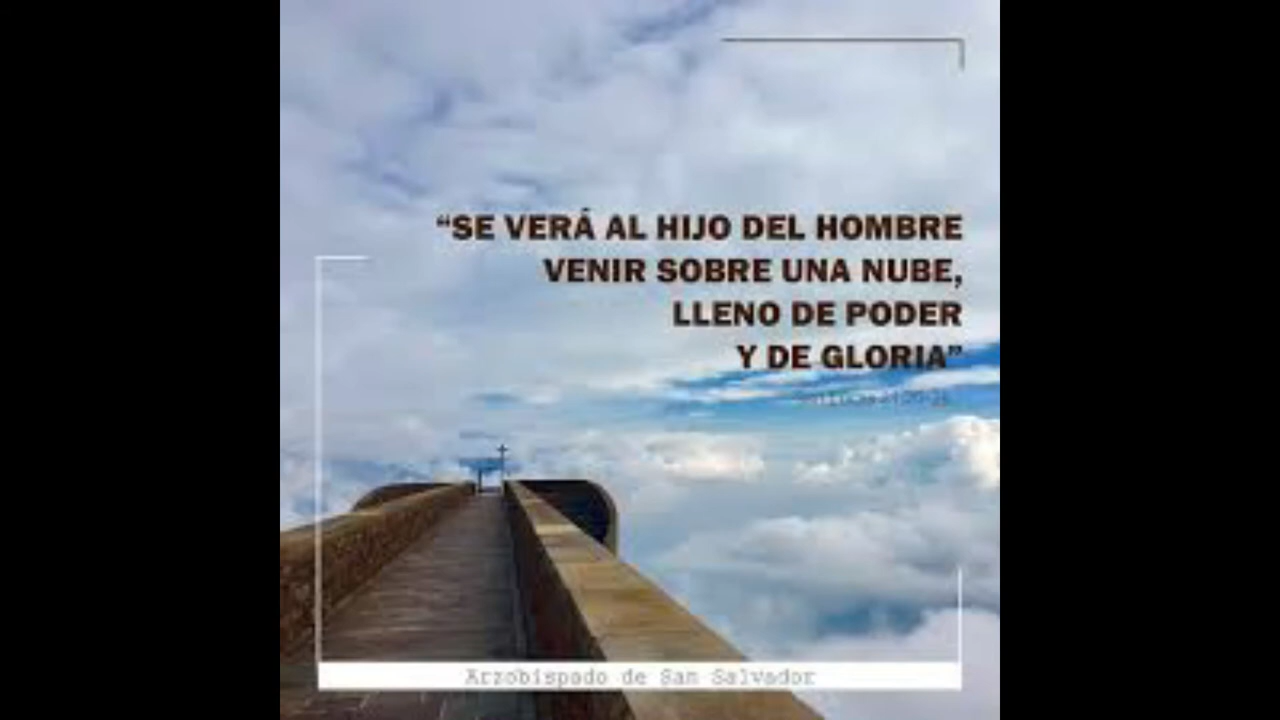 “SE VERÁ AL HIJO DEL HOMBRE
VENIR SOBRE UNA NUBE,
LLENO DE PODER
Y DE GLORIA”
Arzobispado de San Salvador